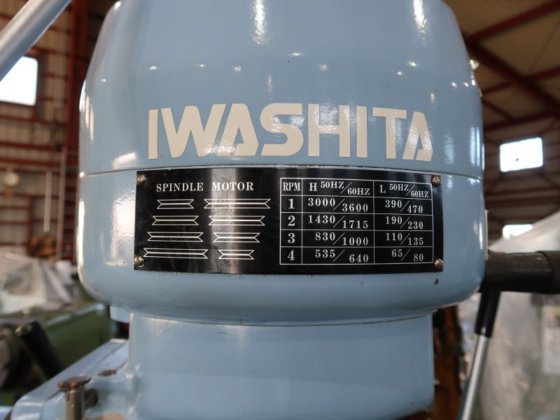 IWASHITA
SPINDLE MOTOR
RPM H 50HZ/60HZ L 50HZ/60HZ
1 3000/3600 390/470
2 1430/1715 190/230
3 830/1000 110/135
4 535/640 65/80